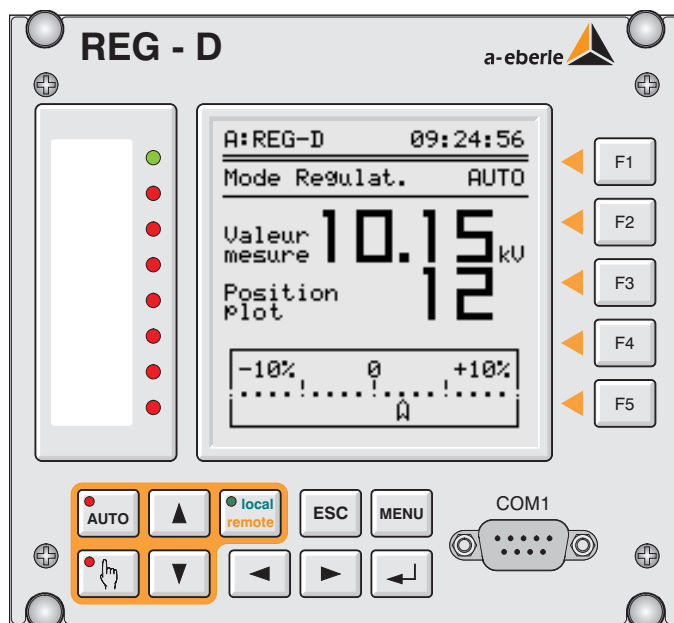 REG - D
a-eberle
A:REG-D 09:24:56
Mode Regulat. AUTO
Valeur mesure 10.15 kV
Position plot 12
-10% 0 +10%
F1
F2
F3
F4
F5
AUTO
local
remote
ESC
MENU
COM1